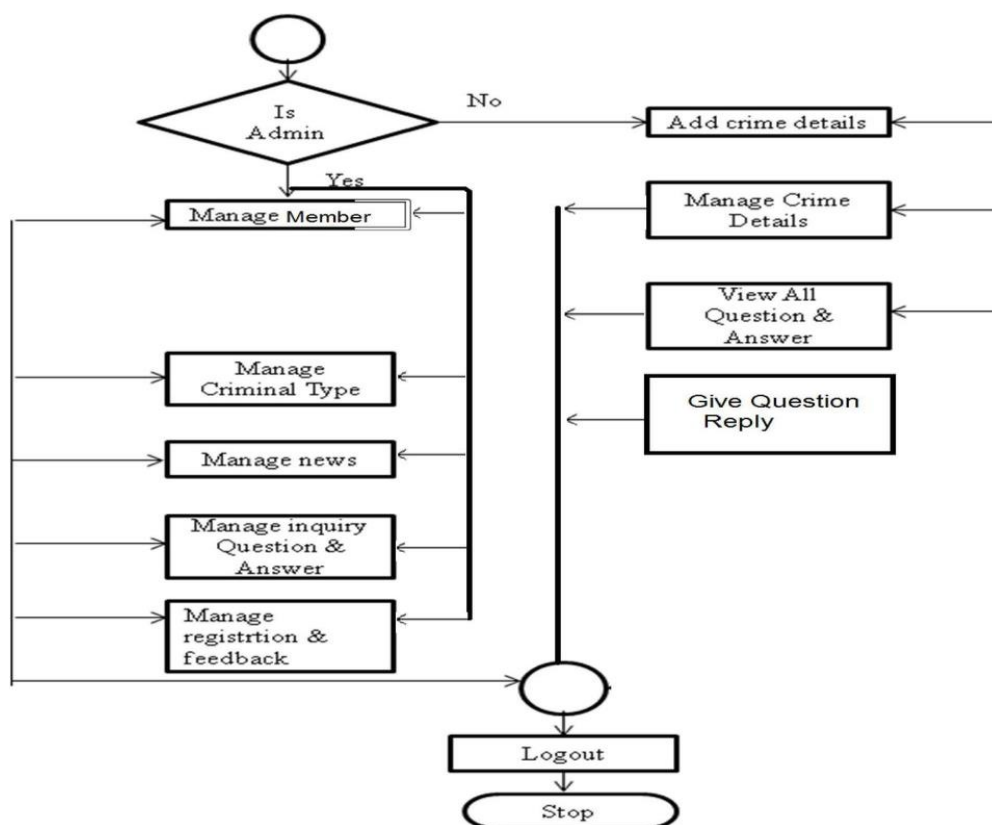 Is
Admin
No
Yes
Add crime details
Manage Member
Manage Crime
Details
View All
Question &
Answer
Manage
Criminal Type
Give Question
Reply
Manage news
Manage inquiry
Question &
Answer
Manage
registrtion &
feedback
Logout
Stop